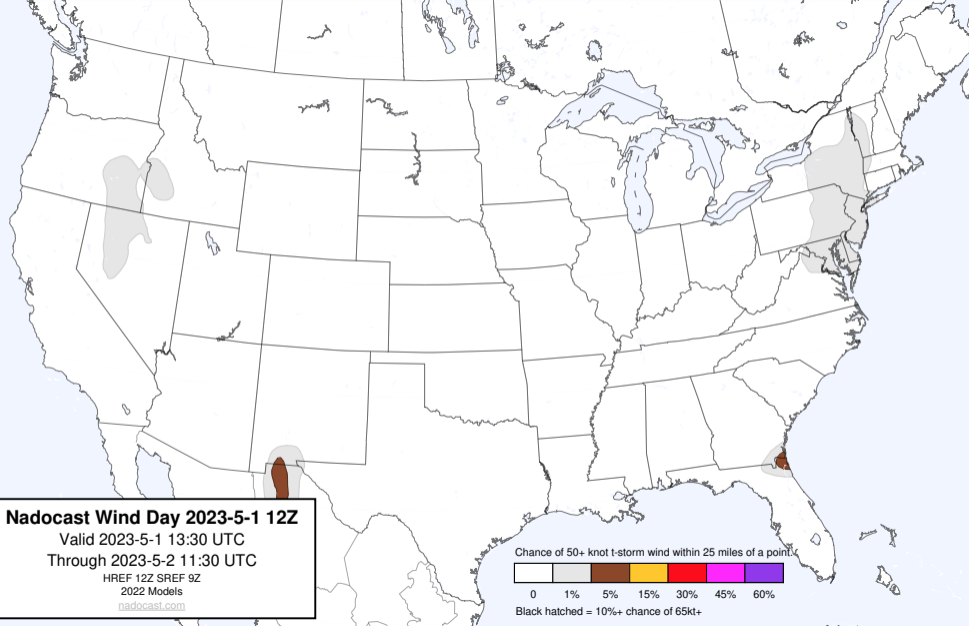 Nadocast Wind Day 2023-5-1 12Z
Valid 2023-5-1 13:30 UTC
Through 2023-5-2 11:30 UTC
HREF 12Z SREF 9Z
2022 Models
nadocast.com
Chance of 50+ knot t-storm wind within 25 miles of a point.
0 1% 5% 15% 30% 45% 60%
Black hatched = 10%+ chance of 65kt+